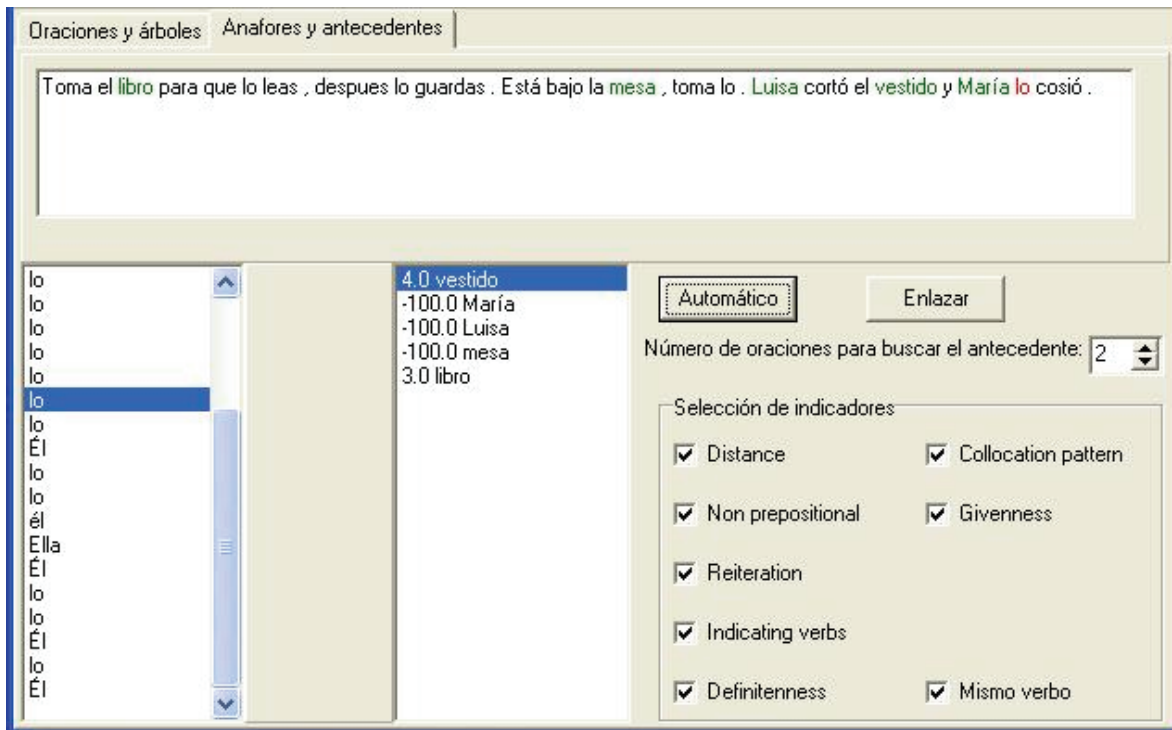 Oraciones y árboles
Anafores y antecedentes
Toma el libro para que lo leas , despues lo guardas . Está bajo la mesa , toma lo . Luisa cortó el vestido y María lo cosió .
lo
lo
lo
lo
lo
lo
lo
Él
lo
lo
él
Ella
Él
lo
lo
Él
lo
Él
4.0 vestido
-100.0 María
-100.0 Luisa
-100.0 mesa
3.0 libro
Automático
Enlazar
Número de oraciones para buscar el antecedente: 2
Selección de indicadores
Distance
Collocation pattern
Non prepositional
Givenness
Reiteration
Indicating verbs
Definitenness
Mismo verbo